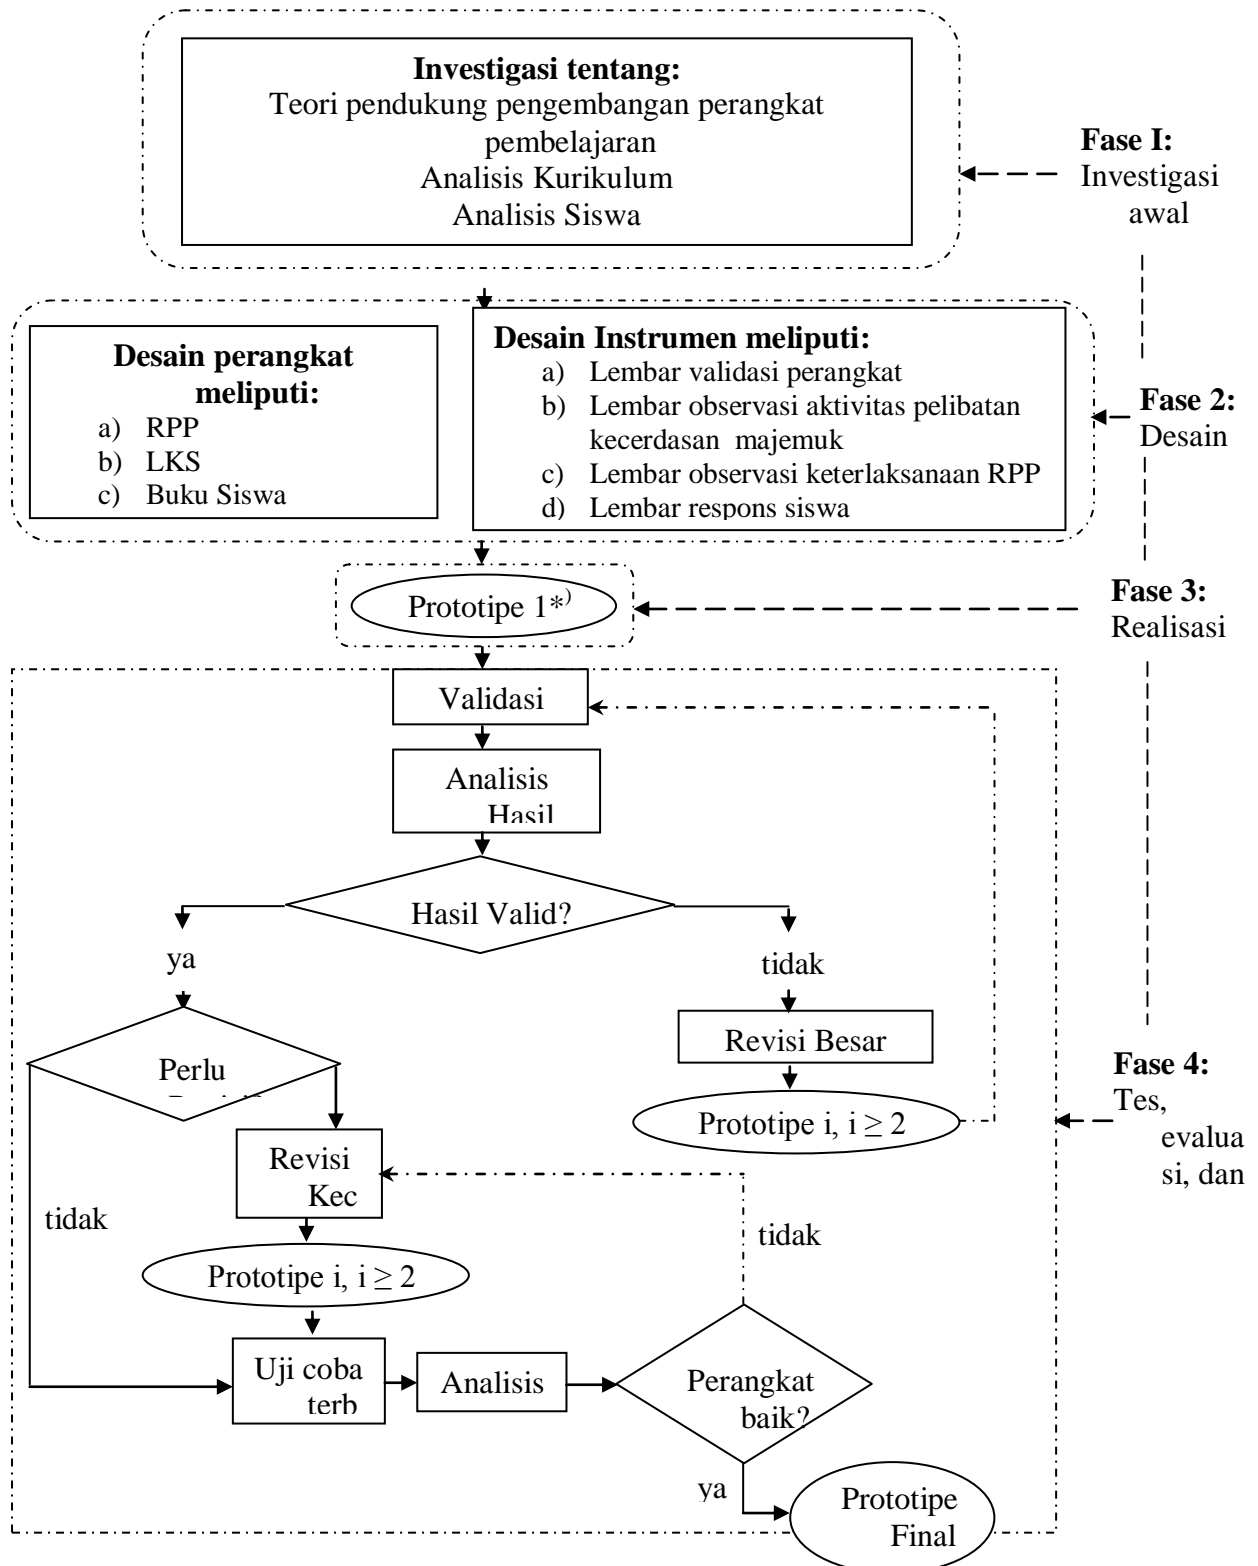 Investigasi tentang:
Teori pendukung pengembangan perangkat
pembelajaran
Analisis Kurikulum
Analisis Siswa
Fase I:
Investigasi
awal
Desain perangkat
meliputi:
a) RPP
b) LKS
c) Buku Siswa
Desain Instrumen meliputi:
a) Lembar validasi perangkat
b) Lembar observasi aktivitas pelibatan
kecerdasan majemuk
c) Lembar observasi keterlaksanaan RPP
d) Lembar respons siswa
Fase 2:
Desain
Prototipe 1*)
Fase 3:
Realisasi
Validasi
Analisis
Hasil
Hasil Valid?
ya
tidak
Perlu
Revisi Besar
Prototipe i, i ≥ 2
Fase 4:
Tes,
evalua
si, dan
Revisi
Kec
tidak
tidak
Prototipe i, i ≥ 2
Uji coba
terb
Analisis
Perangkat
baik?
ya
Prototipe
Final